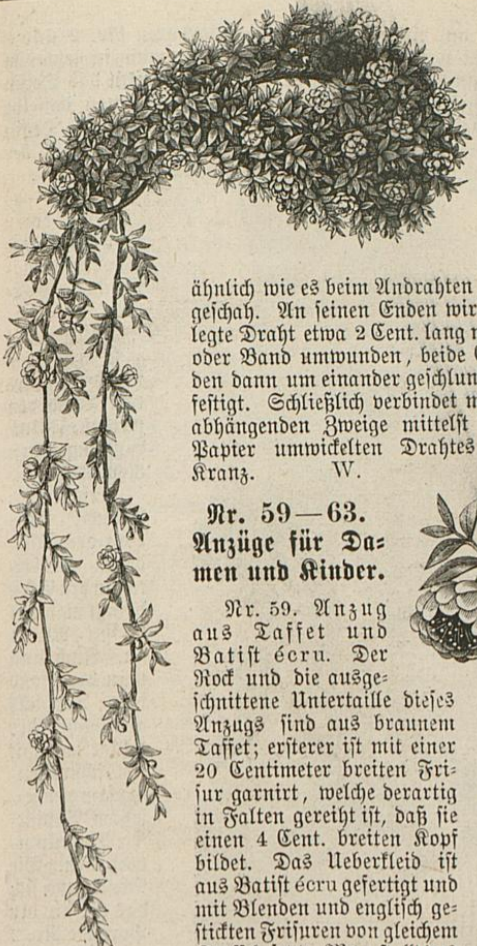 ähnlich wie es beim Andrahten
geschah. An seinen Enden wir
legte Draht etwa 2 Cent. lang
oder Band umwunden, beide
den dann um einander geschlun
festigt. Schließlich verbindet
abhängenden Zweige mittelst
Papier umwickelten Drahtes
Kranz. W.
Nr. 59—63.
Anzüge für Da=
men und Kinder.
Nr. 59. Anzug
aus Taffet und
Batist écru. Der
Rock und die ausge=
schnittene Untertaille dieses
Anzugs sind aus braunem
Taffet; ersterer ist mit einer
20 Centimeter breiten Fri=
sur garnirt, welche derartig
in Falten gereiht ist, daß sie
einen 4 Cent. breiten Kopf
bildet. Das Ueberkleid ist
aus Batist écru gefertigt und
mit Blenden und englisch ge=
stickten Frisuren von gleichem